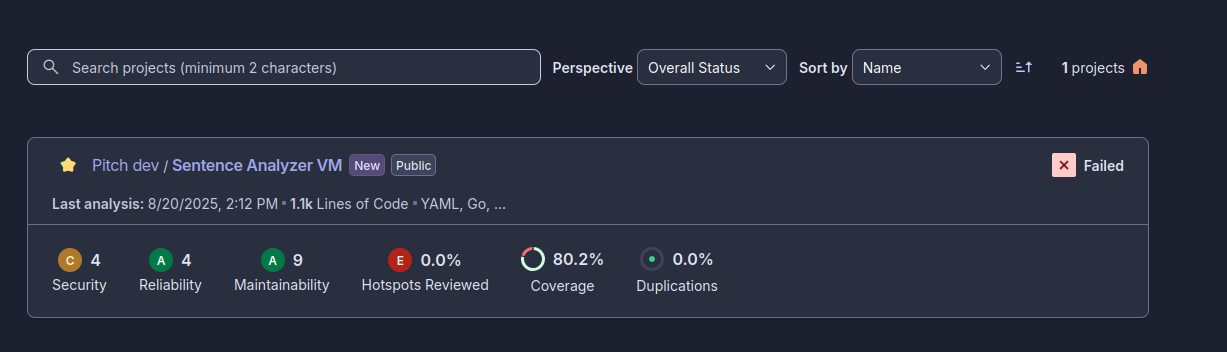 Search projects (minimum 2 characters) Perspective Overall Status Sort by Name 1 projects
Pitch dev / Sentence Analyzer VM New Public Failed
Last analysis: 8/20/2025, 2:12 PM • 1.1k Lines of Code • YAML, Go, ...
C 4 A 4 A 9 E 0.0% 80.2% 0.0%
Security Reliability Maintainability Hotspots Reviewed Coverage Duplications